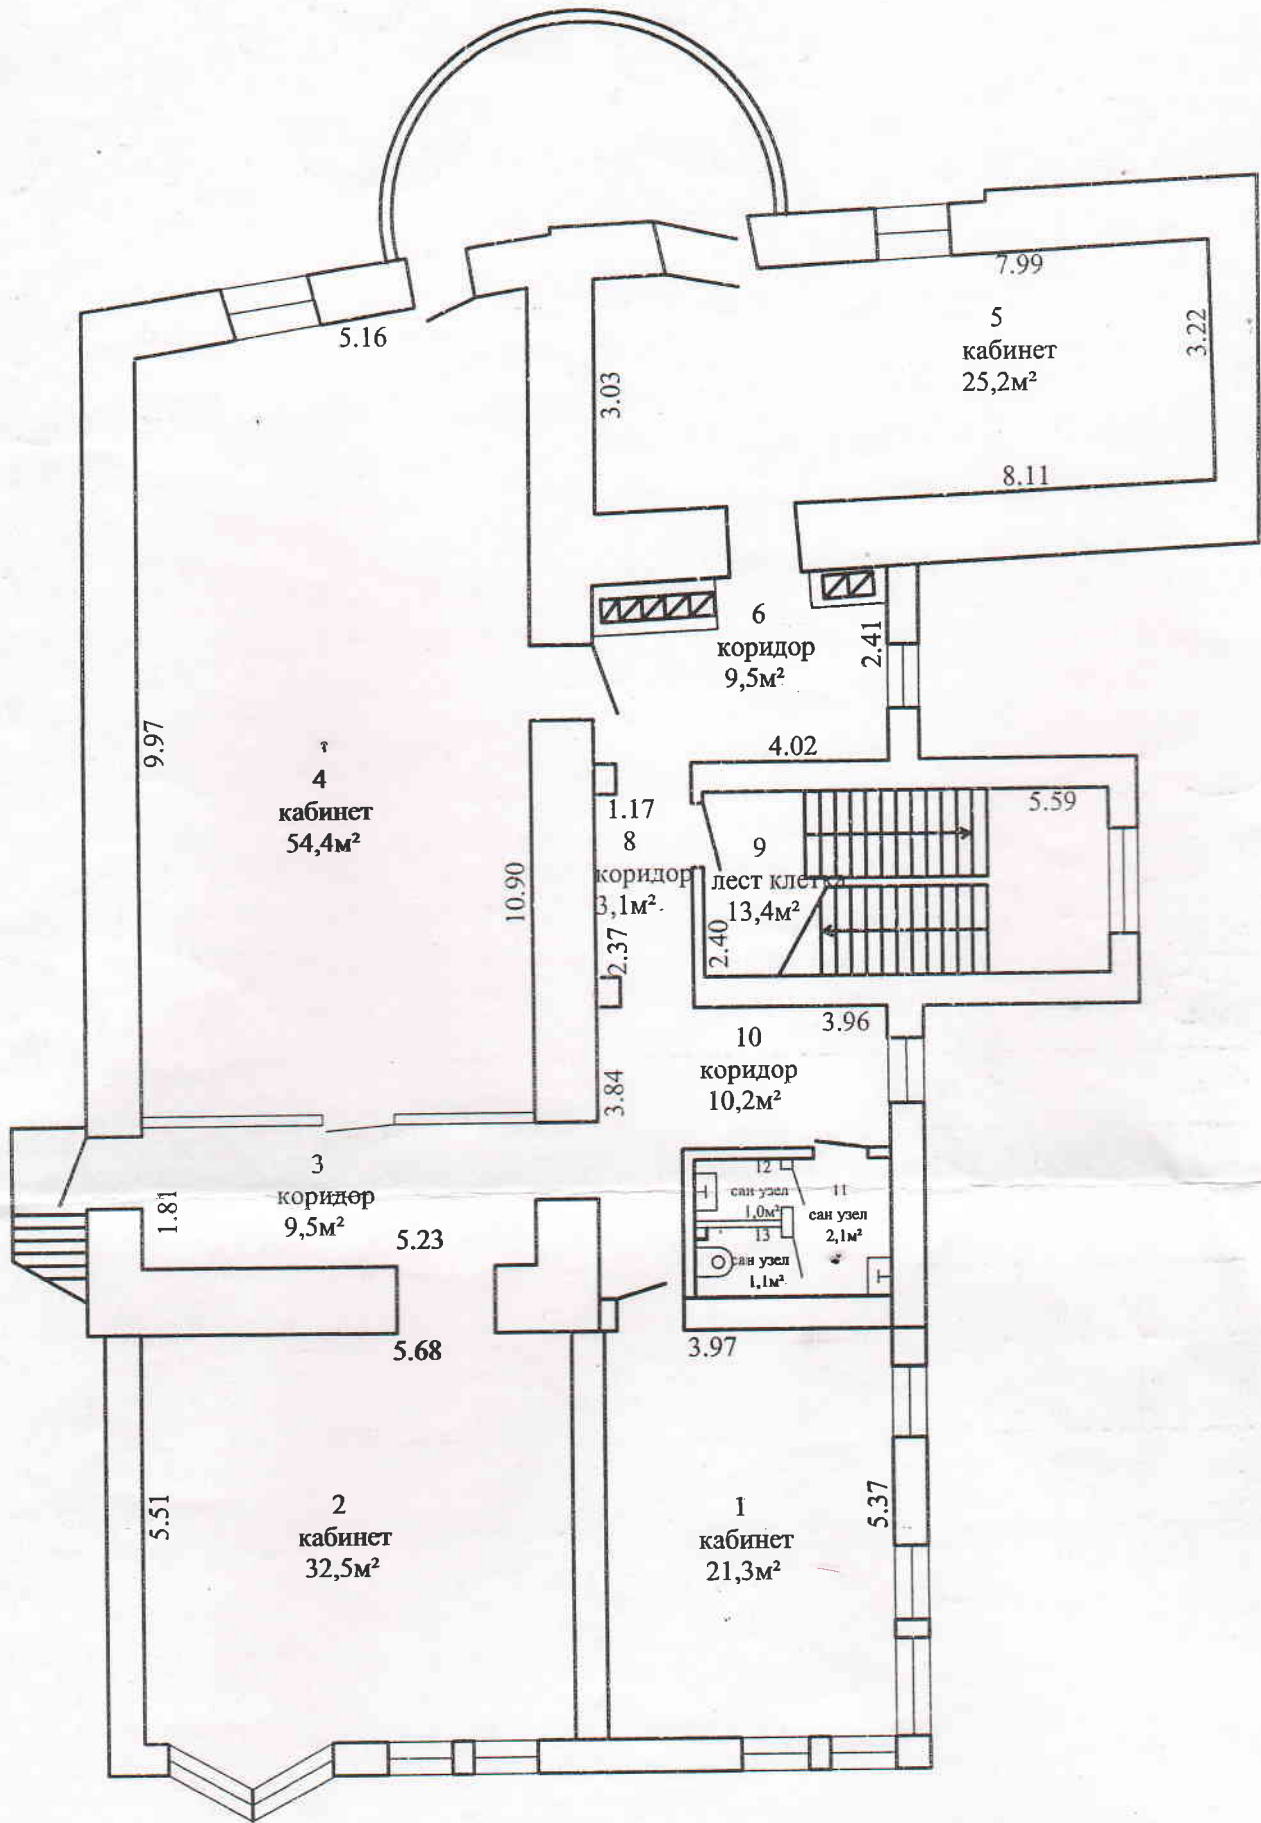 7.99
5.16
5
кабинет
25,2м²
3.22
3.03
8.11
6
коридор
9,5м²
2.41
4.02
9.97
4
кабинет
54,4м²
10.90
1.17
8
коридор
3,1м²
2.37
9
лест клетка
13,4м²
2.40
5.59
3.96
10
коридор
10,2м²
3.84
3
коридор
9,5м²
1.81
5.23
12
сан узел
1,0м²
11
сан узел
2,1м²
13
сан узел
1,1м²
5.68
3.97
2
кабинет
32,5м²
5.51
1
кабинет
21,3м²
5.37